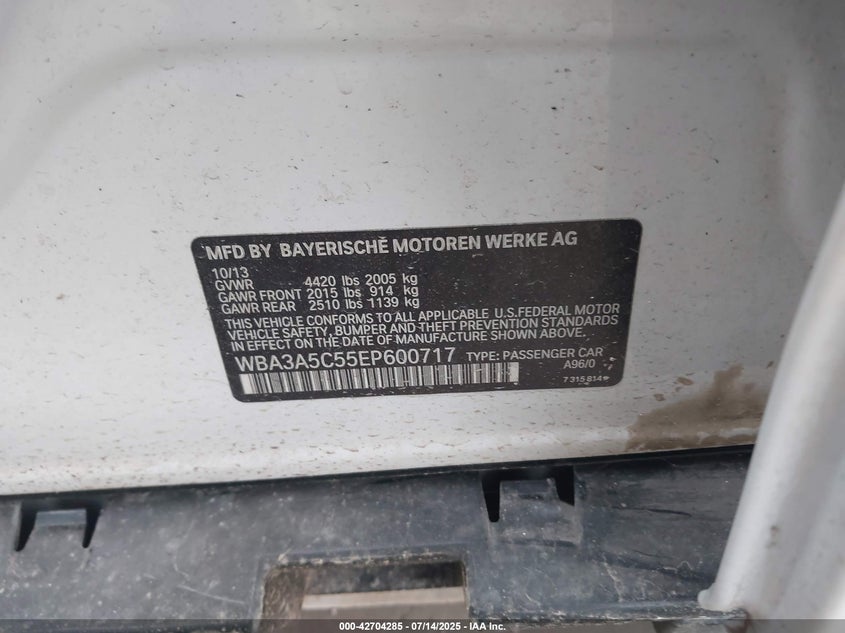 MFD BY BAYERISCHE MOTOREN WERKE AG
10/13
GVWR 4420 lbs 2005 kg
GAWR FRONT 2015 lbs 914 kg
GAWR REAR 2510 lbs 1139 kg
THIS VEHICLE CONFORMS TO ALL APPLICABLE U.S.FEDERAL MOTOR
VEHICLE SAFETY, BUMPER AND THEFT PREVENTION STANDARDS
IN EFFECT ON THE DATE OF MANUFACTURE SHOWN ABOVE.
WBA3A5C55EP600717 TYPE: PASSENGER CAR
A96/0
7 315 814
000-42704285 - 07/14/2025 - IAA Inc.